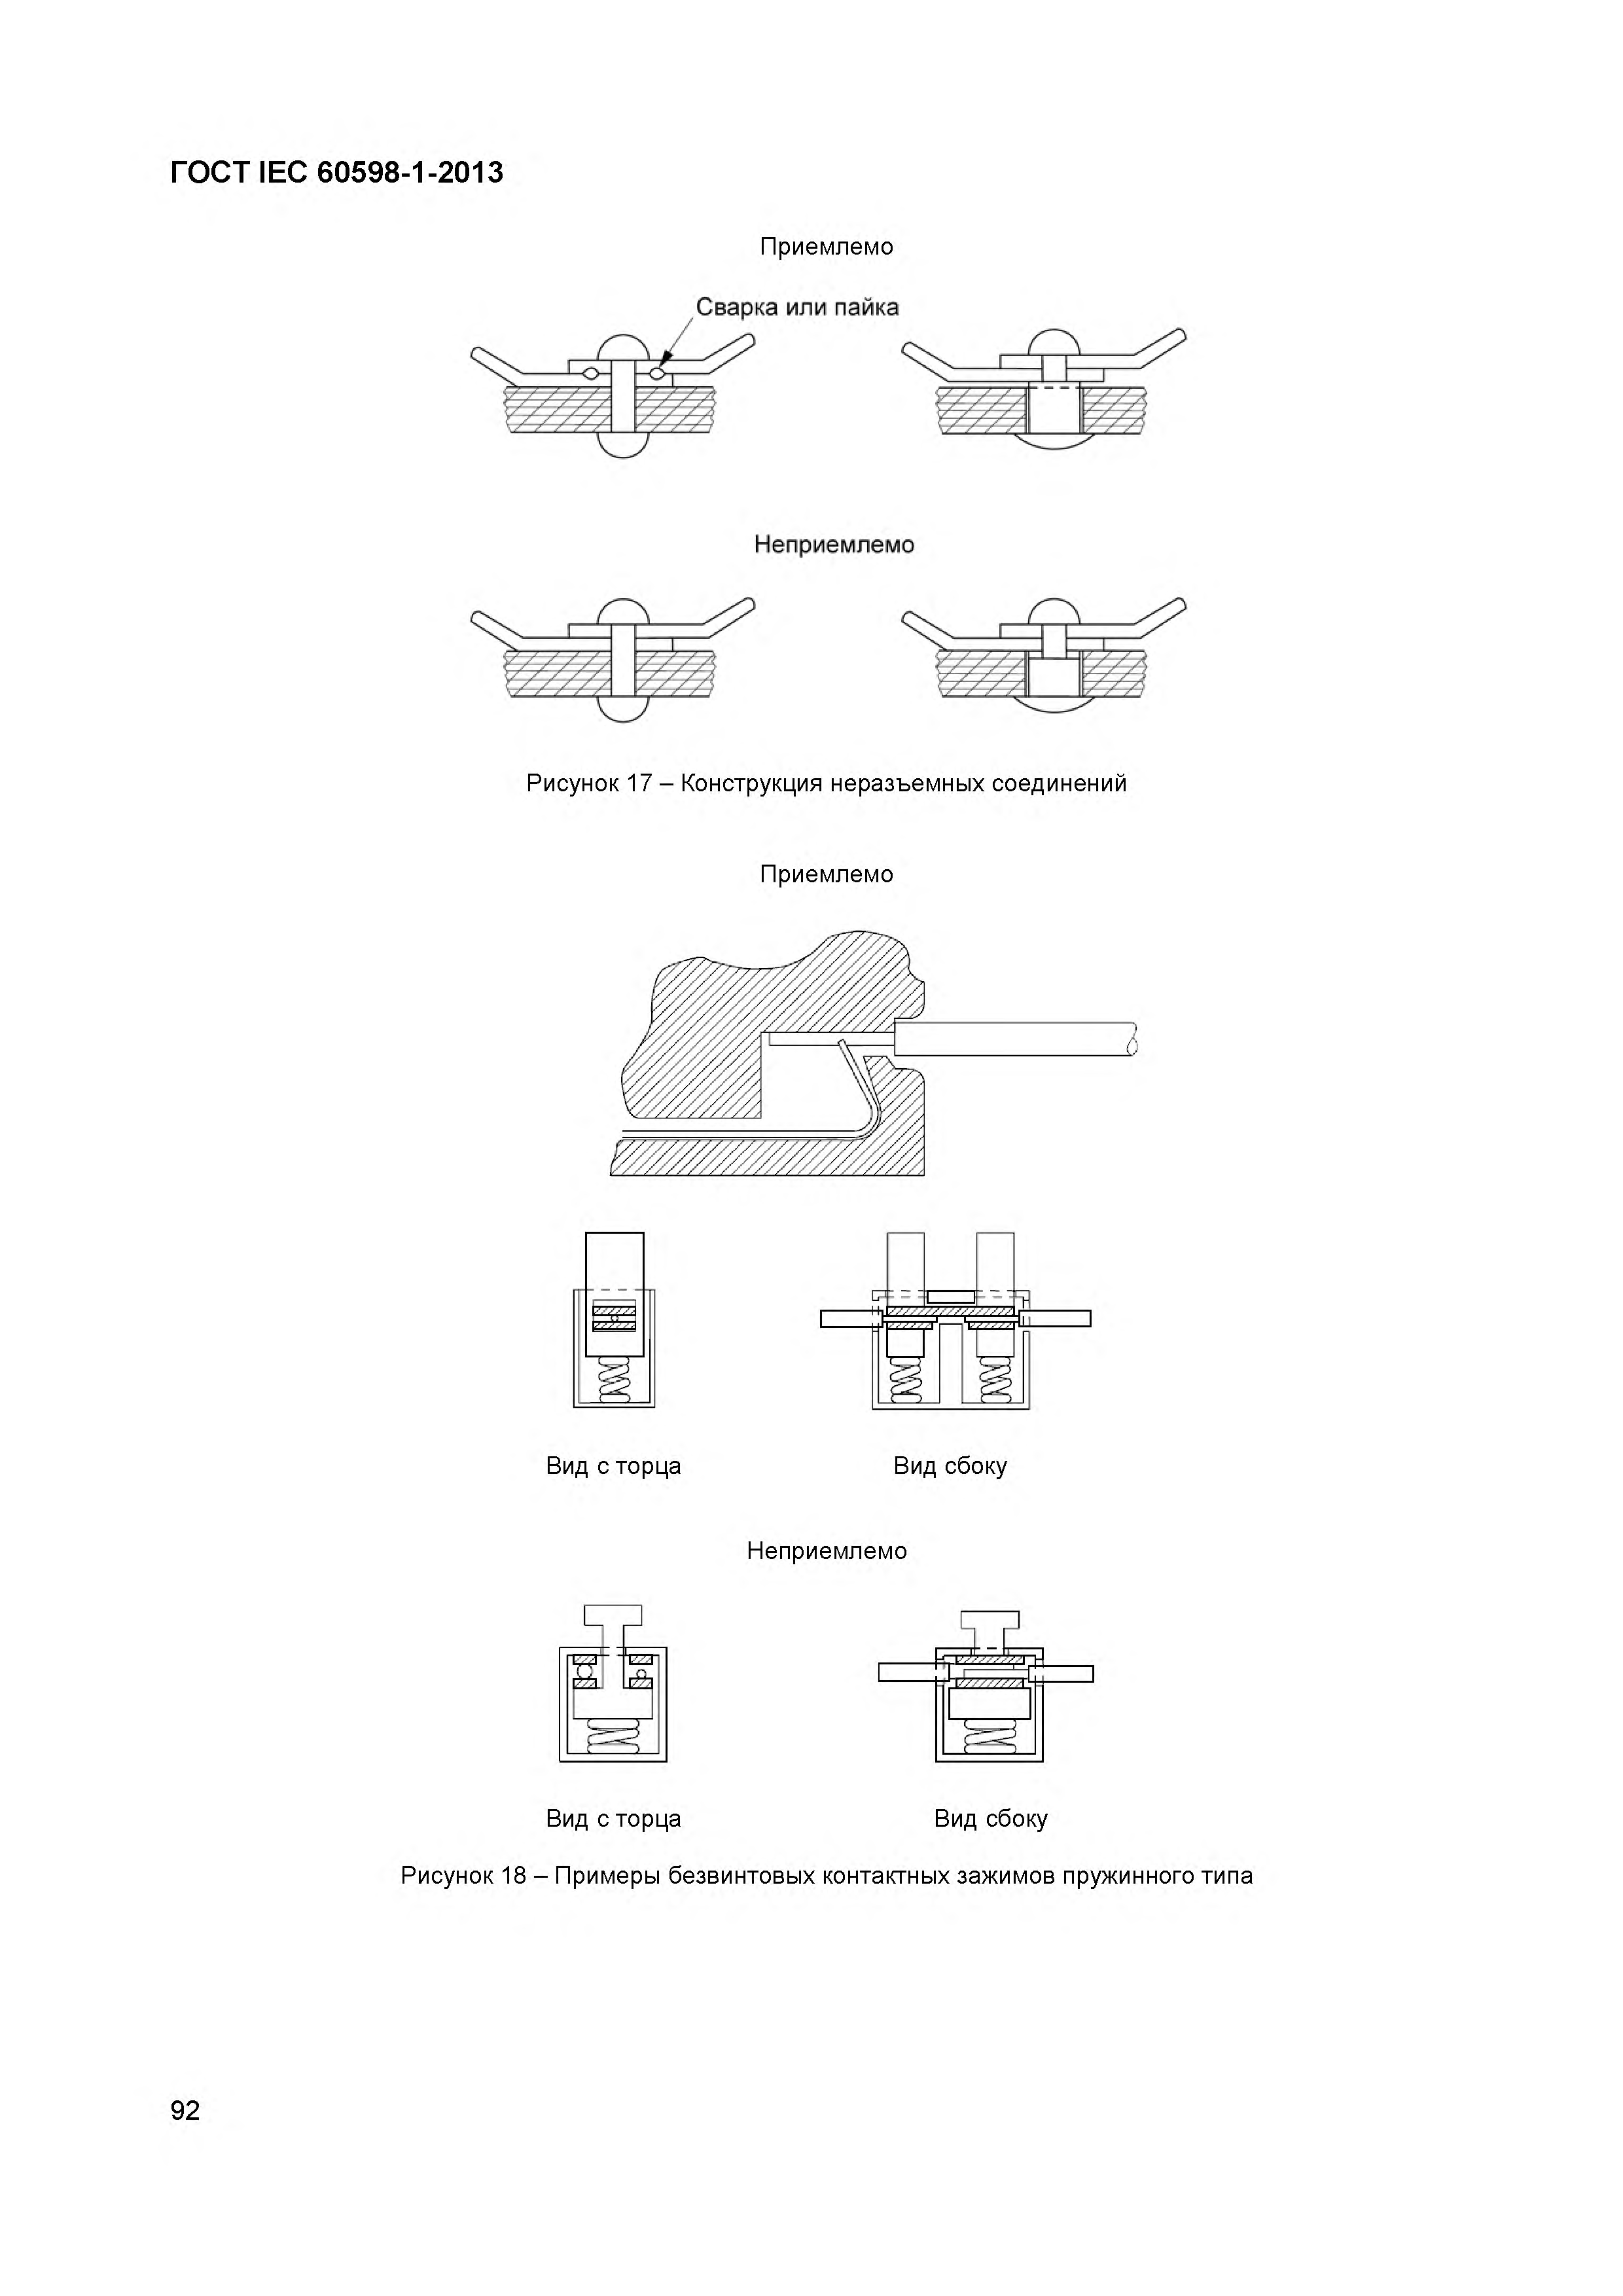 ГОСТ IEC 60598-1-2013
Приемлемо
Сварка или пайка
Неприемлемо
Рисунок 17 – Конструкция неразъемных соединений
Приемлемо
Вид с торца
Вид сбоку
Неприемлемо
Вид с торца
Вид сбоку
Рисунок 18 – Примеры безвинтовых контактных зажимов пружинного типа
92